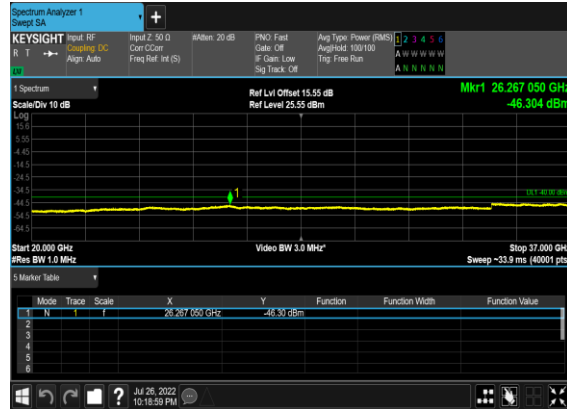 Spectrum Analyzer 1
Swept SA
+
KEYSIGHT
R T
Input: RF
Coupling: DC
Align: Auto
Input Z: 50 Ω
Corr CCorr
Freq Ref: Int (S)
#Atten: 20 dB
PNO: Fast
Gate: Off
IF Gain: Low
Sig Track: Off
Avg Type: Power (RMS)
Avg|Hold: 100/100
Trig: Free Run
1 2 3 4 5 6
A W W W W W
A N N N N N
1 Spectrum
Scale/Div 10 dB
Ref Lvl Offset 15.55 dB
Ref Level 25.55 dBm
Mkr1 26.267 050 GHz
-46.304 dBm
Log
15.6
5.55
-4.45
-14.5
-24.5
-34.5
-44.5
-54.5
-64.5
1
DL1 -40.00 dBm
Start 20.000 GHz
#Res BW 1.0 MHz
Video BW 3.0 MHz*
Stop 37.000 GHz
Sweep ~33.9 ms (40001 pts)
5 Marker Table
Mode Trace Scale X Y Function Function Width Function Value
1 N 1 f 26.267 050 GHz -46.30 dBm
2
3
4
5
6
?
Jul 26, 2022
10:18:59 PM